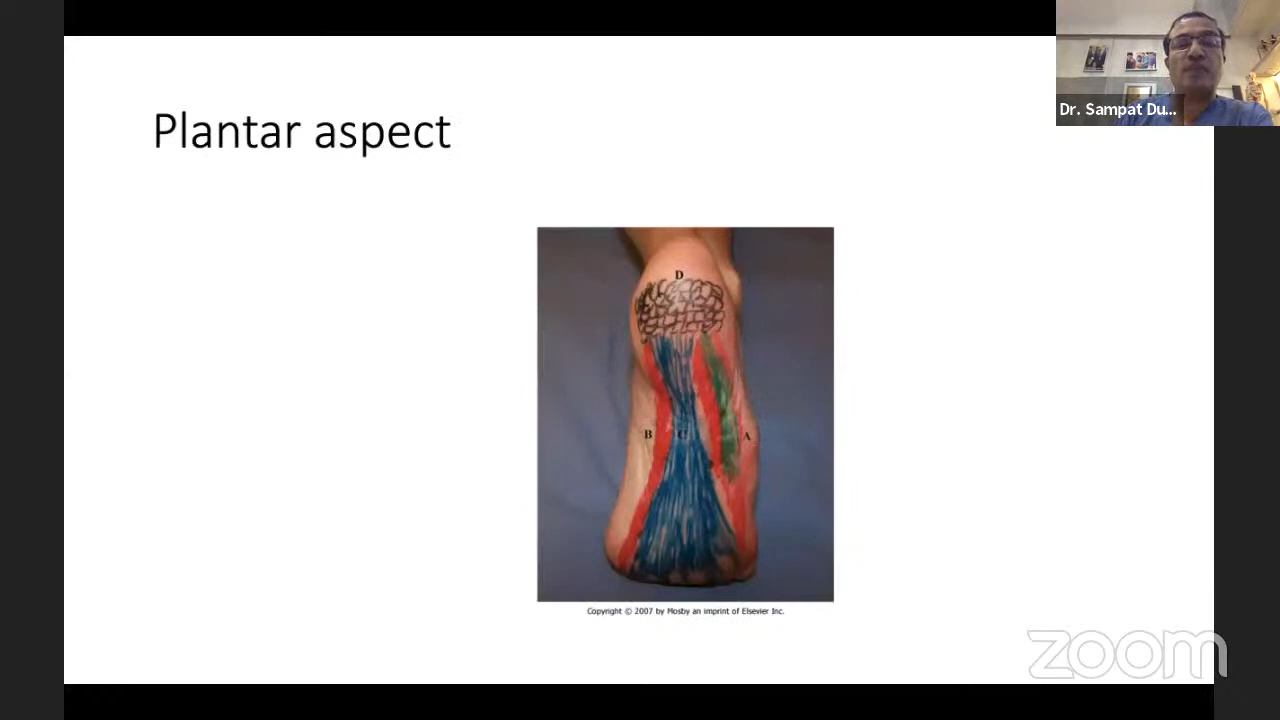 Plantar aspect
Dr. Sampat Du...
D
B
C
A
Copyright © 2007 by Mosby an imprint of Elsevier Inc.
zoom